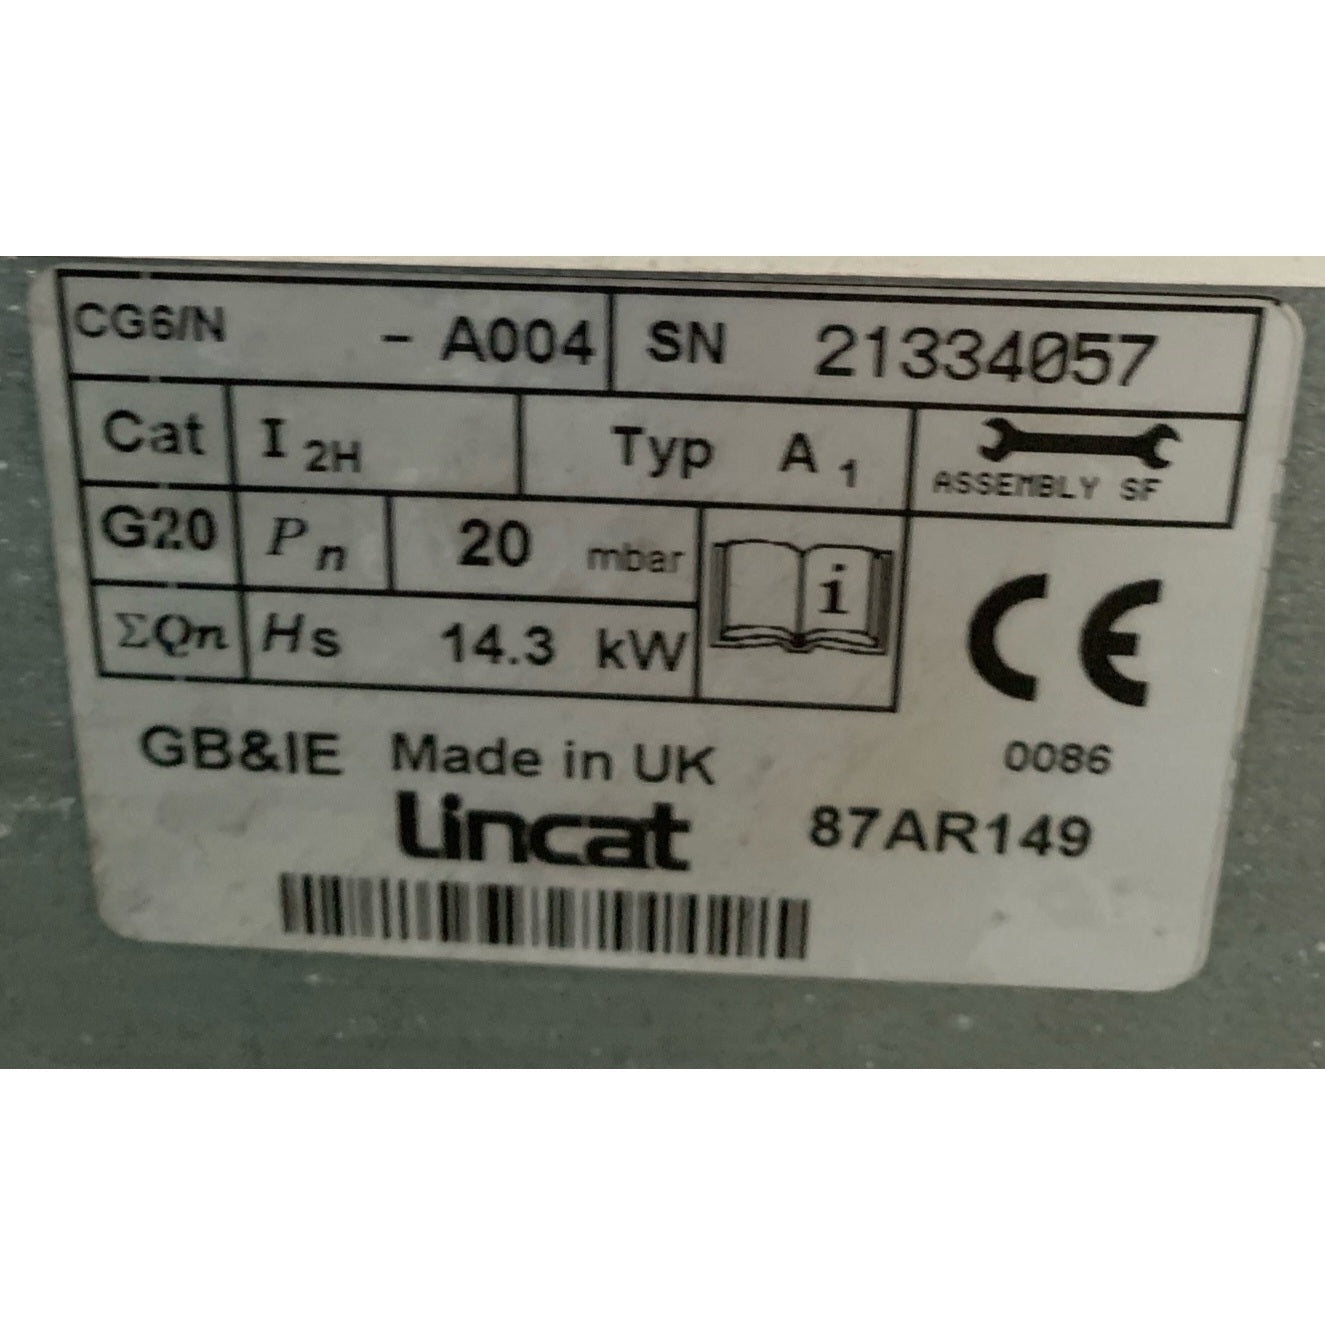 CG6/N - A004 SN 21334057
Cat I 2H Typ A 1
ASSEMBLY SF
G20 Pn 20 mbar
i
ΣQn Hs 14.3 kW
CE
GB&IE Made in UK 0086
Lincat 87AR149